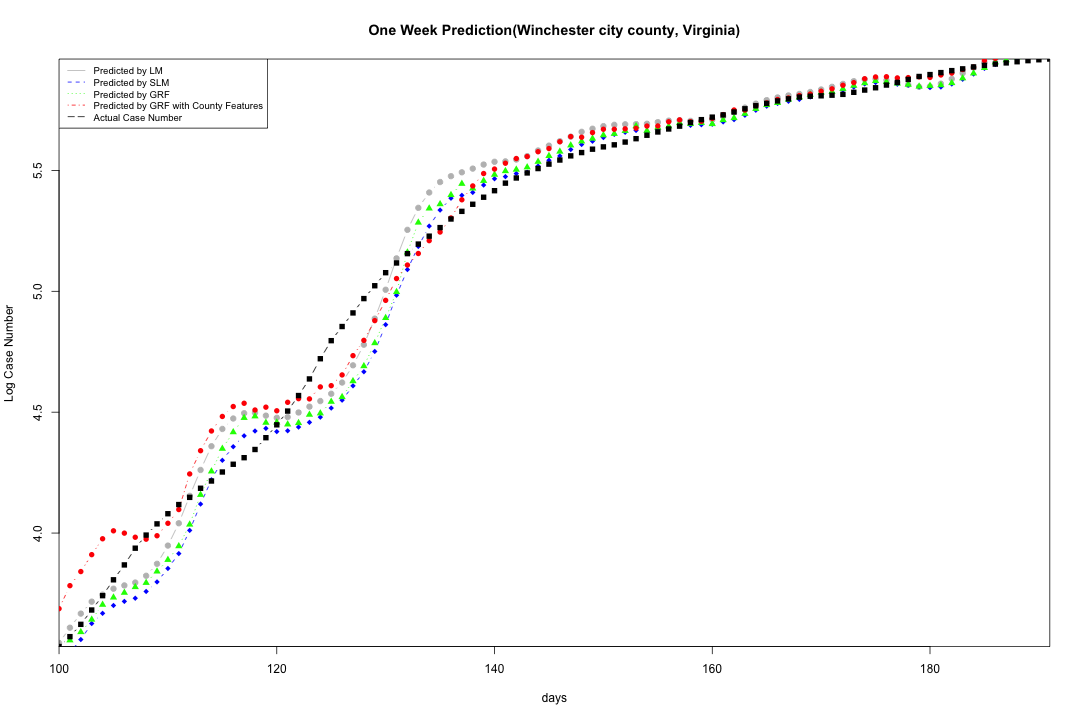 One Week Prediction(Winchester city county, Virginia)
Predicted by LM
Predicted by SLM
Predicted by GRF
Predicted by GRF with County Features
Actual Case Number
5.5
5.0
4.5
4.0
Log Case Number
100 120 140 160 180
days